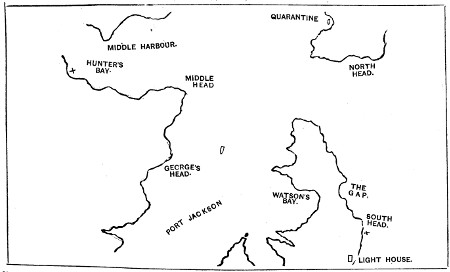 QUARANTINE
MIDDLE HARBOUR.
HUNTER'S
BAY.
NORTH
HEAD.
MIDDLE
HEAD
GEORGE'S
HEAD.
THE
GAP.
WATSON'S
BAY.
PORT JACKSON
SOUTH
HEAD.
LIGHT HOUSE.